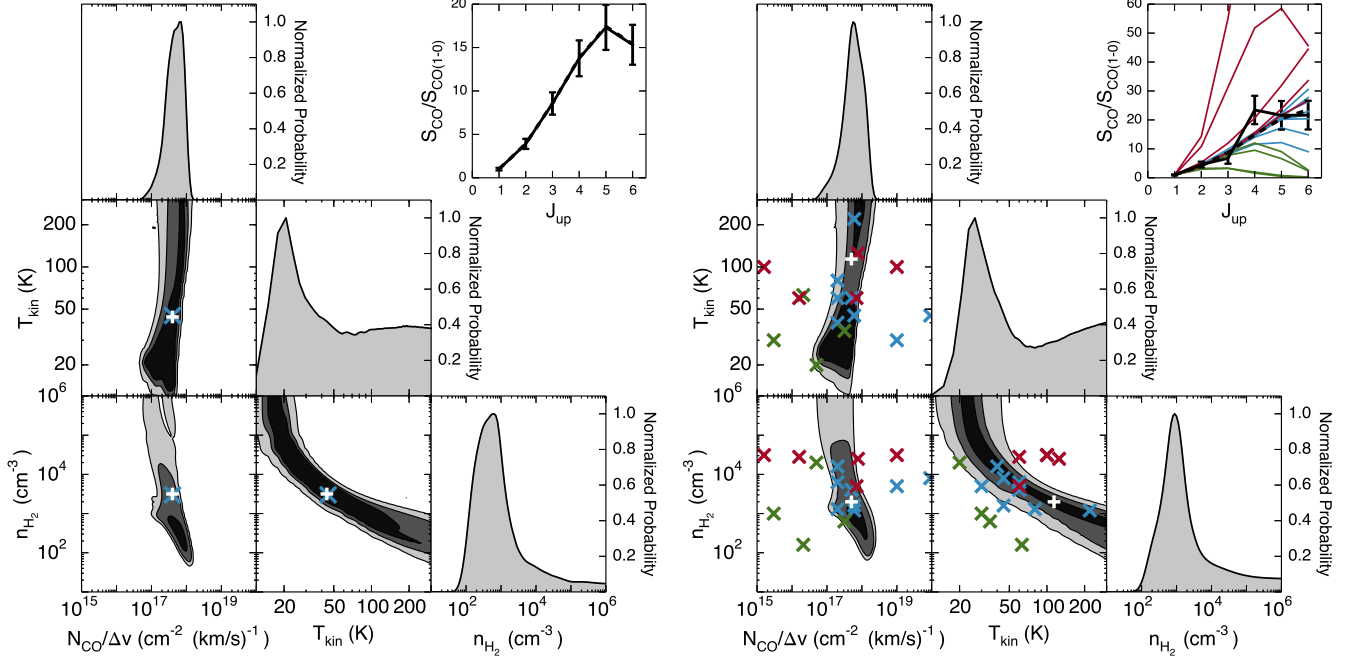 1.0
0.8
0.6
0.4
0.2
Normalized Probability
20
15
10
5
0
S_CO/S_CO(1-0)
0 1 2 3 4 5 6
J_up
1.0
0.8
0.6
0.4
0.2
Normalized Probability
60
50
40
30
20
10
0
S_CO/S_CO(1-0)
0 1 2 3 4 5 6
J_up
200
100
50
20
T_kin (K)
1.0
0.8
0.6
0.4
0.2
Normalized Probability
200
100
50
20
T_kin (K)
1.0
0.8
0.6
0.4
0.2
Normalized Probability
10^6
10^4
10^2
n_H_2 (cm^-3)
1.0
0.8
0.6
0.4
0.2
Normalized Probability
10^6
10^4
10^2
n_H_2 (cm^-3)
1.0
0.8
0.6
0.4
0.2
Normalized Probability
10^15 10^17 10^19
20 50 100 200
10^2 10^4 10^6
10^15 10^17 10^19
20 50 100 200
10^2 10^4 10^6
N_CO/Δv (cm^-2 (km/s)^-1)
T_kin (K)
n_H_2 (cm^-3)
N_CO/Δv (cm^-2 (km/s)^-1)
T_kin (K)
n_H_2 (cm^-3)